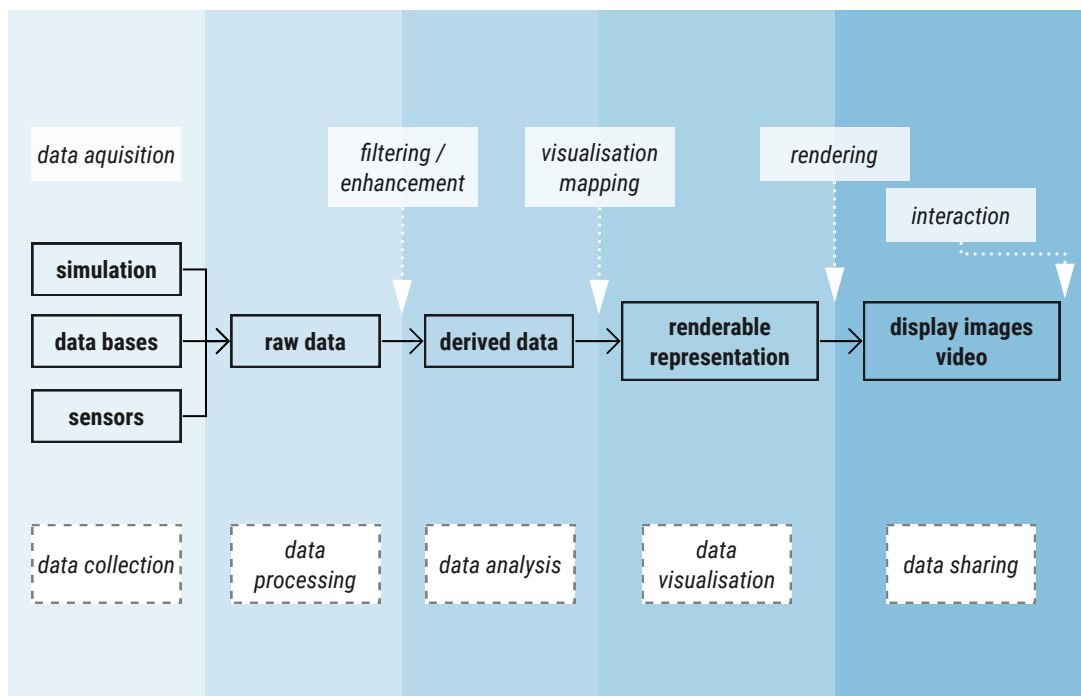 data aquisition
filtering /
enhancement
visualisation
mapping
rendering
interaction
simulation
data bases
sensors
raw data
derived data
renderable
representation
display images
video
data collection
data
processing
data analysis
data
visualisation
data sharing